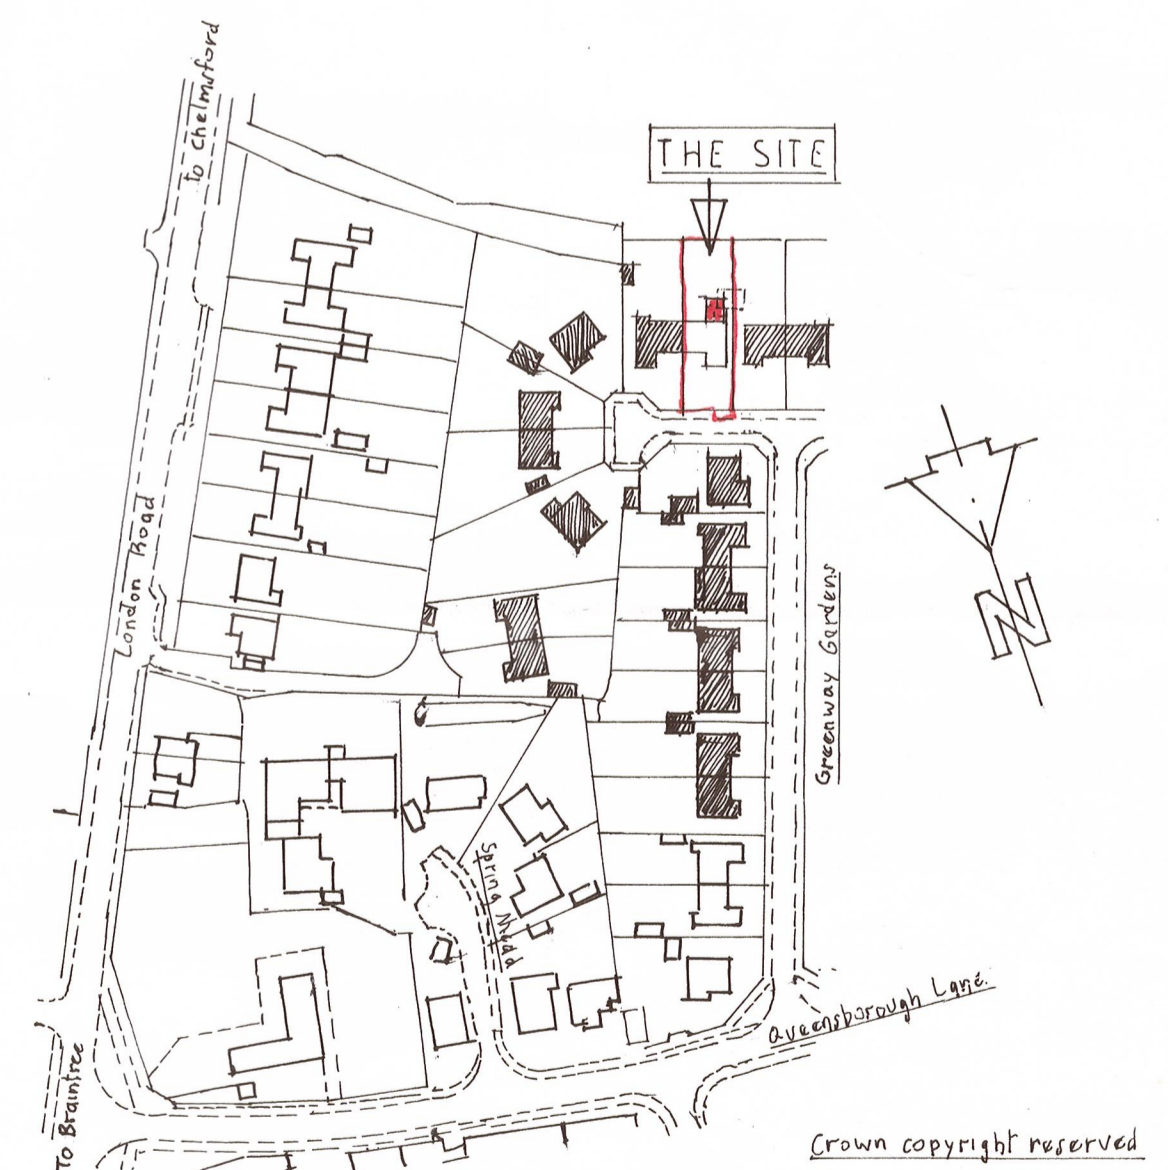 to Chelmsford
THE SITE
London Road
Greenway Gardens
N
Spring Mead
Queensborough Lane.
To Braintree
Crown copyright reserved